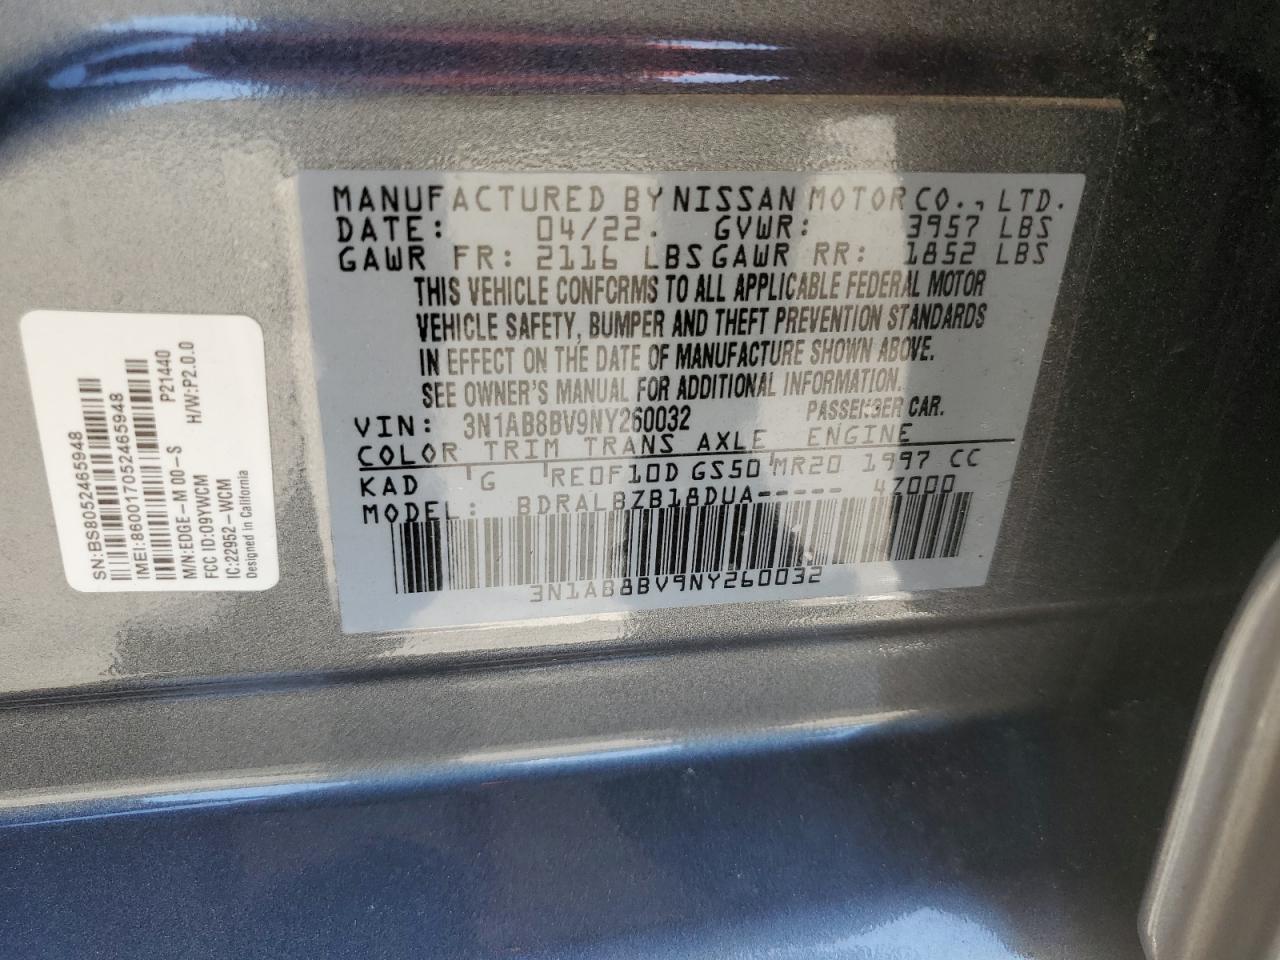 MANUFACTURED BY NISSAN MOTOR CO., LTD.
DATE: 04/22. GVWR: 3957 LBS
GAWR FR: 2116 LBS GAWR RR: 1852 LBS
THIS VEHICLE CONFORMS TO ALL APPLICABLE FEDERAL MOTOR
VEHICLE SAFETY, BUMPER AND THEFT PREVENTION STANDARDS
IN EFFECT ON THE DATE OF MANUFACTURE SHOWN ABOVE.
SEE OWNER'S MANUAL FOR ADDITIONAL INFORMATION.
VIN: 3N1AB8BV9NY260032 PASSENGER CAR.
COLOR TRIM TRANS AXLE ENGINE
KAD G RE0F10D GS50 MR20 1997 CC
MODEL: BDRALBZB18DUA----- 47000
3N1AB8BV9NY260032
SN:BS8052465948
IMEI:860017052465948
M/N:EDGE-M 00-S P21440
FCC ID:09YWCM H/W:P2.0.0
IC:22952-WCM
Designed in California